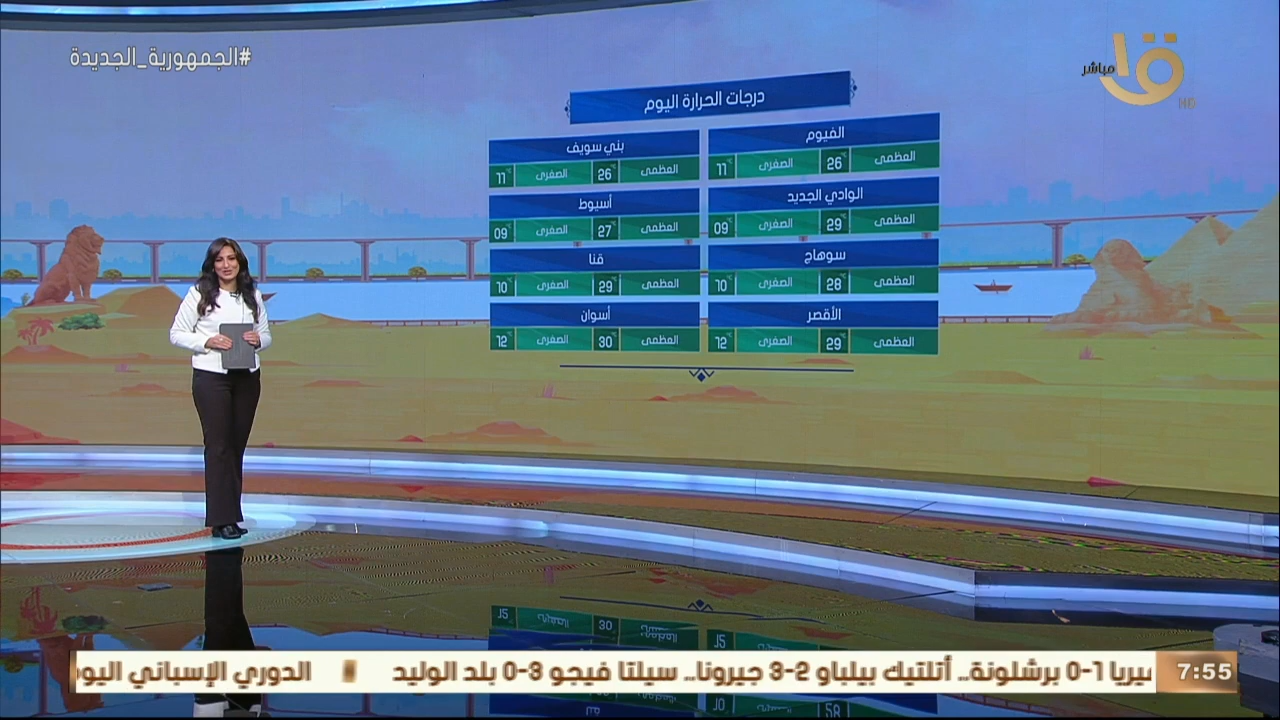 #الجمهورية_الجديدة
مباشر
HD
درجات الحرارة اليوم
الفيوم
العظمى 26°C الصغرى 11°C
بني سويف
العظمى 26°C الصغرى 11°C
الوادي الجديد
العظمى 29°C الصغرى 09°C
أسيوط
العظمى 27°C الصغرى 09°C
سوهاج
العظمى 28°C الصغرى 10°C
قنا
العظمى 29°C الصغرى 10°C
الأقصر
العظمى 29°C الصغرى 12°C
أسوان
العظمى 30°C الصغرى 12°C
7:55
يريا 1-0 برشلونة.. أتلتيك بيلباو 2-3 جيرونا.. سيلتا فيجو 3-0 بلد الوليد
الدوري الإسباني اليو